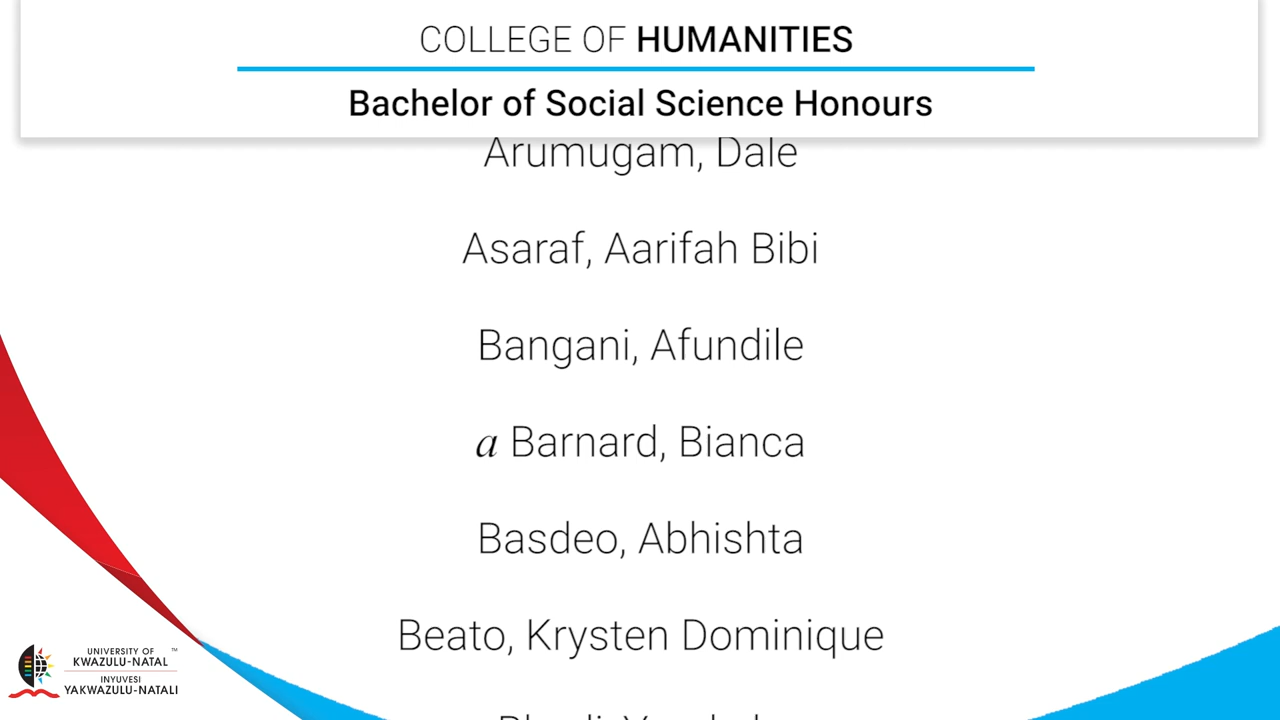 COLLEGE OF HUMANITIES
Bachelor of Social Science Honours
Arumugam, Dale
Asaraf, Aarifah Bibi
Bangani, Afundile
a Barnard, Bianca
Basdeo, Abhishta
Beato, Krysten Dominique
UNIVERSITY OF ™
KWAZULU-NATAL
INYUVESI
YAKWAZULU-NATALI